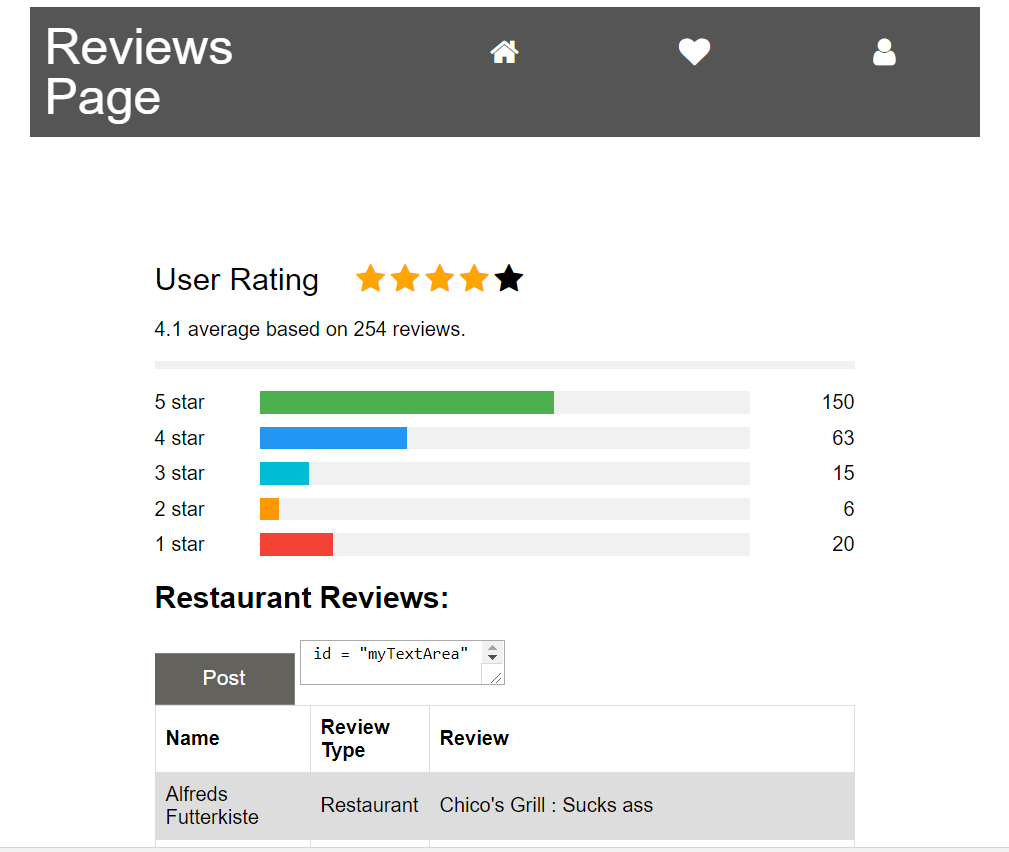 Reviews
Page
User Rating
4.1 average based on 254 reviews.
5 star 150
4 star 63
3 star 15
2 star 6
1 star 20
Restaurant Reviews:
Post id = "myTextArea"
Name Review Type Review
Alfreds Futterkiste Restaurant Chico's Grill : Sucks ass